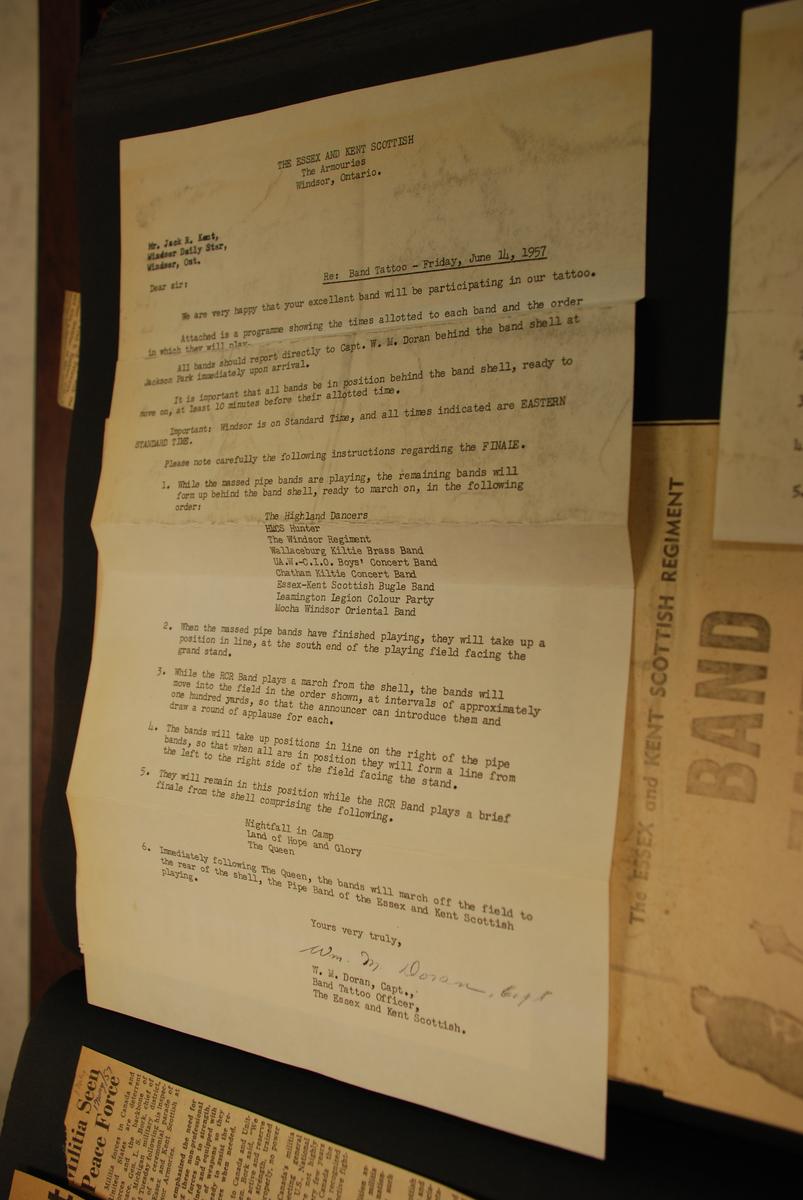 THE ESSEX AND KENT SCOTTISH
The Armouries
Windsor, Ontario.
Mr. Jack R. Kent,
Windsor Daily Star,
Windsor, Ont.
Re: Band Tattoo - Friday, June 14, 1957
Dear sir:
We are very happy that your excellent band will be participating in our tattoo.
Attached is a programme showing the times allotted to each band and the order
in which they will play.
All bands should report directly to Capt. W. M. Doran behind the band shell at
Jackson Park immediately upon arrival.
It is important that all bands be in position behind the band shell, ready to
move on, at least 10 minutes before their allotted time.
Important: Windsor is on Standard Time, and all times indicated are EASTERN
STANDARD TIME.
Please note carefully the following instructions regarding the FINALE.
1. While the massed pipe bands are playing, the remaining bands will
form up behind the band shell, ready to march on, in the following
order:
The Highland Dancers
HMCS Hunter
The Windsor Regiment
Wallaceburg Kiltie Brass Band
UA.W.-C.I.O. Boys' Concert Band
Chatham Kiltie Concert Band
Essex-Kent Scottish Bugle Band
Leamington Legion Colour Party
Mocha Windsor Oriental Band
2. When the massed pipe bands have finished playing, they will take up a
position in line, at the south end of the playing field facing the
grand stand.
3. While the RCR Band plays a march from the shell, the bands will
move into the field in the order shown, at intervals of approximately
one hundred yards, so that the announcer can introduce them and
draw a round of applause for each.
4. The bands will take up positions in line on the right of the pipe
bands, so that when all are in position they will form a line from
the left to the right side of the field facing the stand.
5. They will remain in this position while the RCR Band plays a brief
finale from the shell comprising the following.
Nightfall in Camp
Land of Hope and Glory
The Queen
6. Immediately following The Queen, the bands will march off the field to
the rear of the shell, the Pipe Band of the Essex and Kent Scottish
playing.
Yours very truly,
Wm. M. Doran, Capt
W. M. Doran, Capt.,
Band Tattoo Officer,
The Essex and Kent Scottish.
The ESSEX and KENT SCOTTISH REGIMENT
BAND
Militia Seen
Peace Force